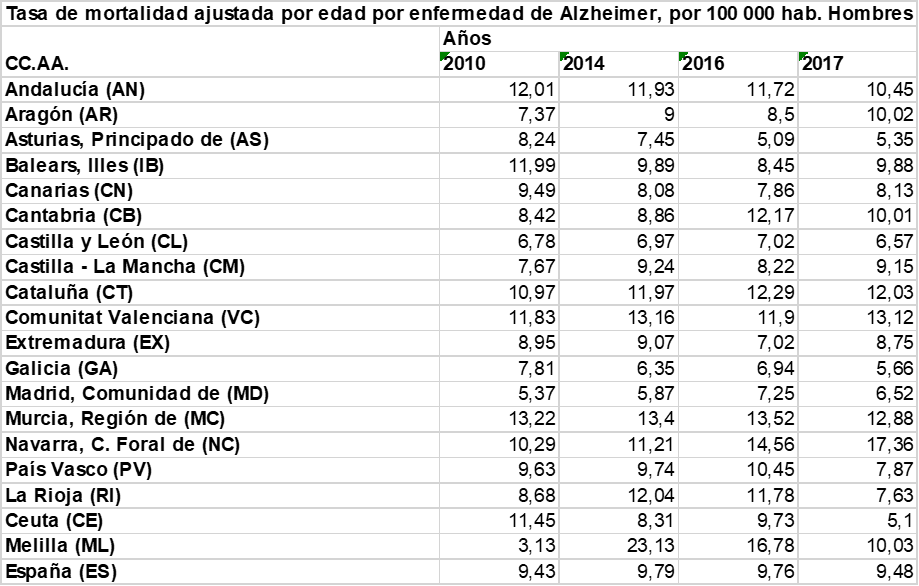 Tasa de mortalidad ajustada por edad por enfermedad de Alzheimer, por 100 000 hab. Hombres
Años
CC.AA. 2010 2014 2016 2017
Andalucía (AN) 12,01 11,93 11,72 10,45
Aragón (AR) 7,37 9 8,5 10,02
Asturias, Principado de (AS) 8,24 7,45 5,09 5,35
Balears, Illes (IB) 11,99 9,89 8,45 9,88
Canarias (CN) 9,49 8,08 7,86 8,13
Cantabria (CB) 8,42 8,86 12,17 10,01
Castilla y León (CL) 6,78 6,97 7,02 6,57
Castilla - La Mancha (CM) 7,67 9,24 8,22 9,15
Cataluña (CT) 10,97 11,97 12,29 12,03
Comunitat Valenciana (VC) 11,83 13,16 11,9 13,12
Extremadura (EX) 8,95 9,07 7,02 8,75
Galicia (GA) 7,81 6,35 6,94 5,66
Madrid, Comunidad de (MD) 5,37 5,87 7,25 6,52
Murcia, Región de (MC) 13,22 13,4 13,52 12,88
Navarra, C. Foral de (NC) 10,29 11,21 14,56 17,36
País Vasco (PV) 9,63 9,74 10,45 7,87
La Rioja (RI) 8,68 12,04 11,78 7,63
Ceuta (CE) 11,45 8,31 9,73 5,1
Melilla (ML) 3,13 23,13 16,78 10,03
España (ES) 9,43 9,79 9,76 9,48